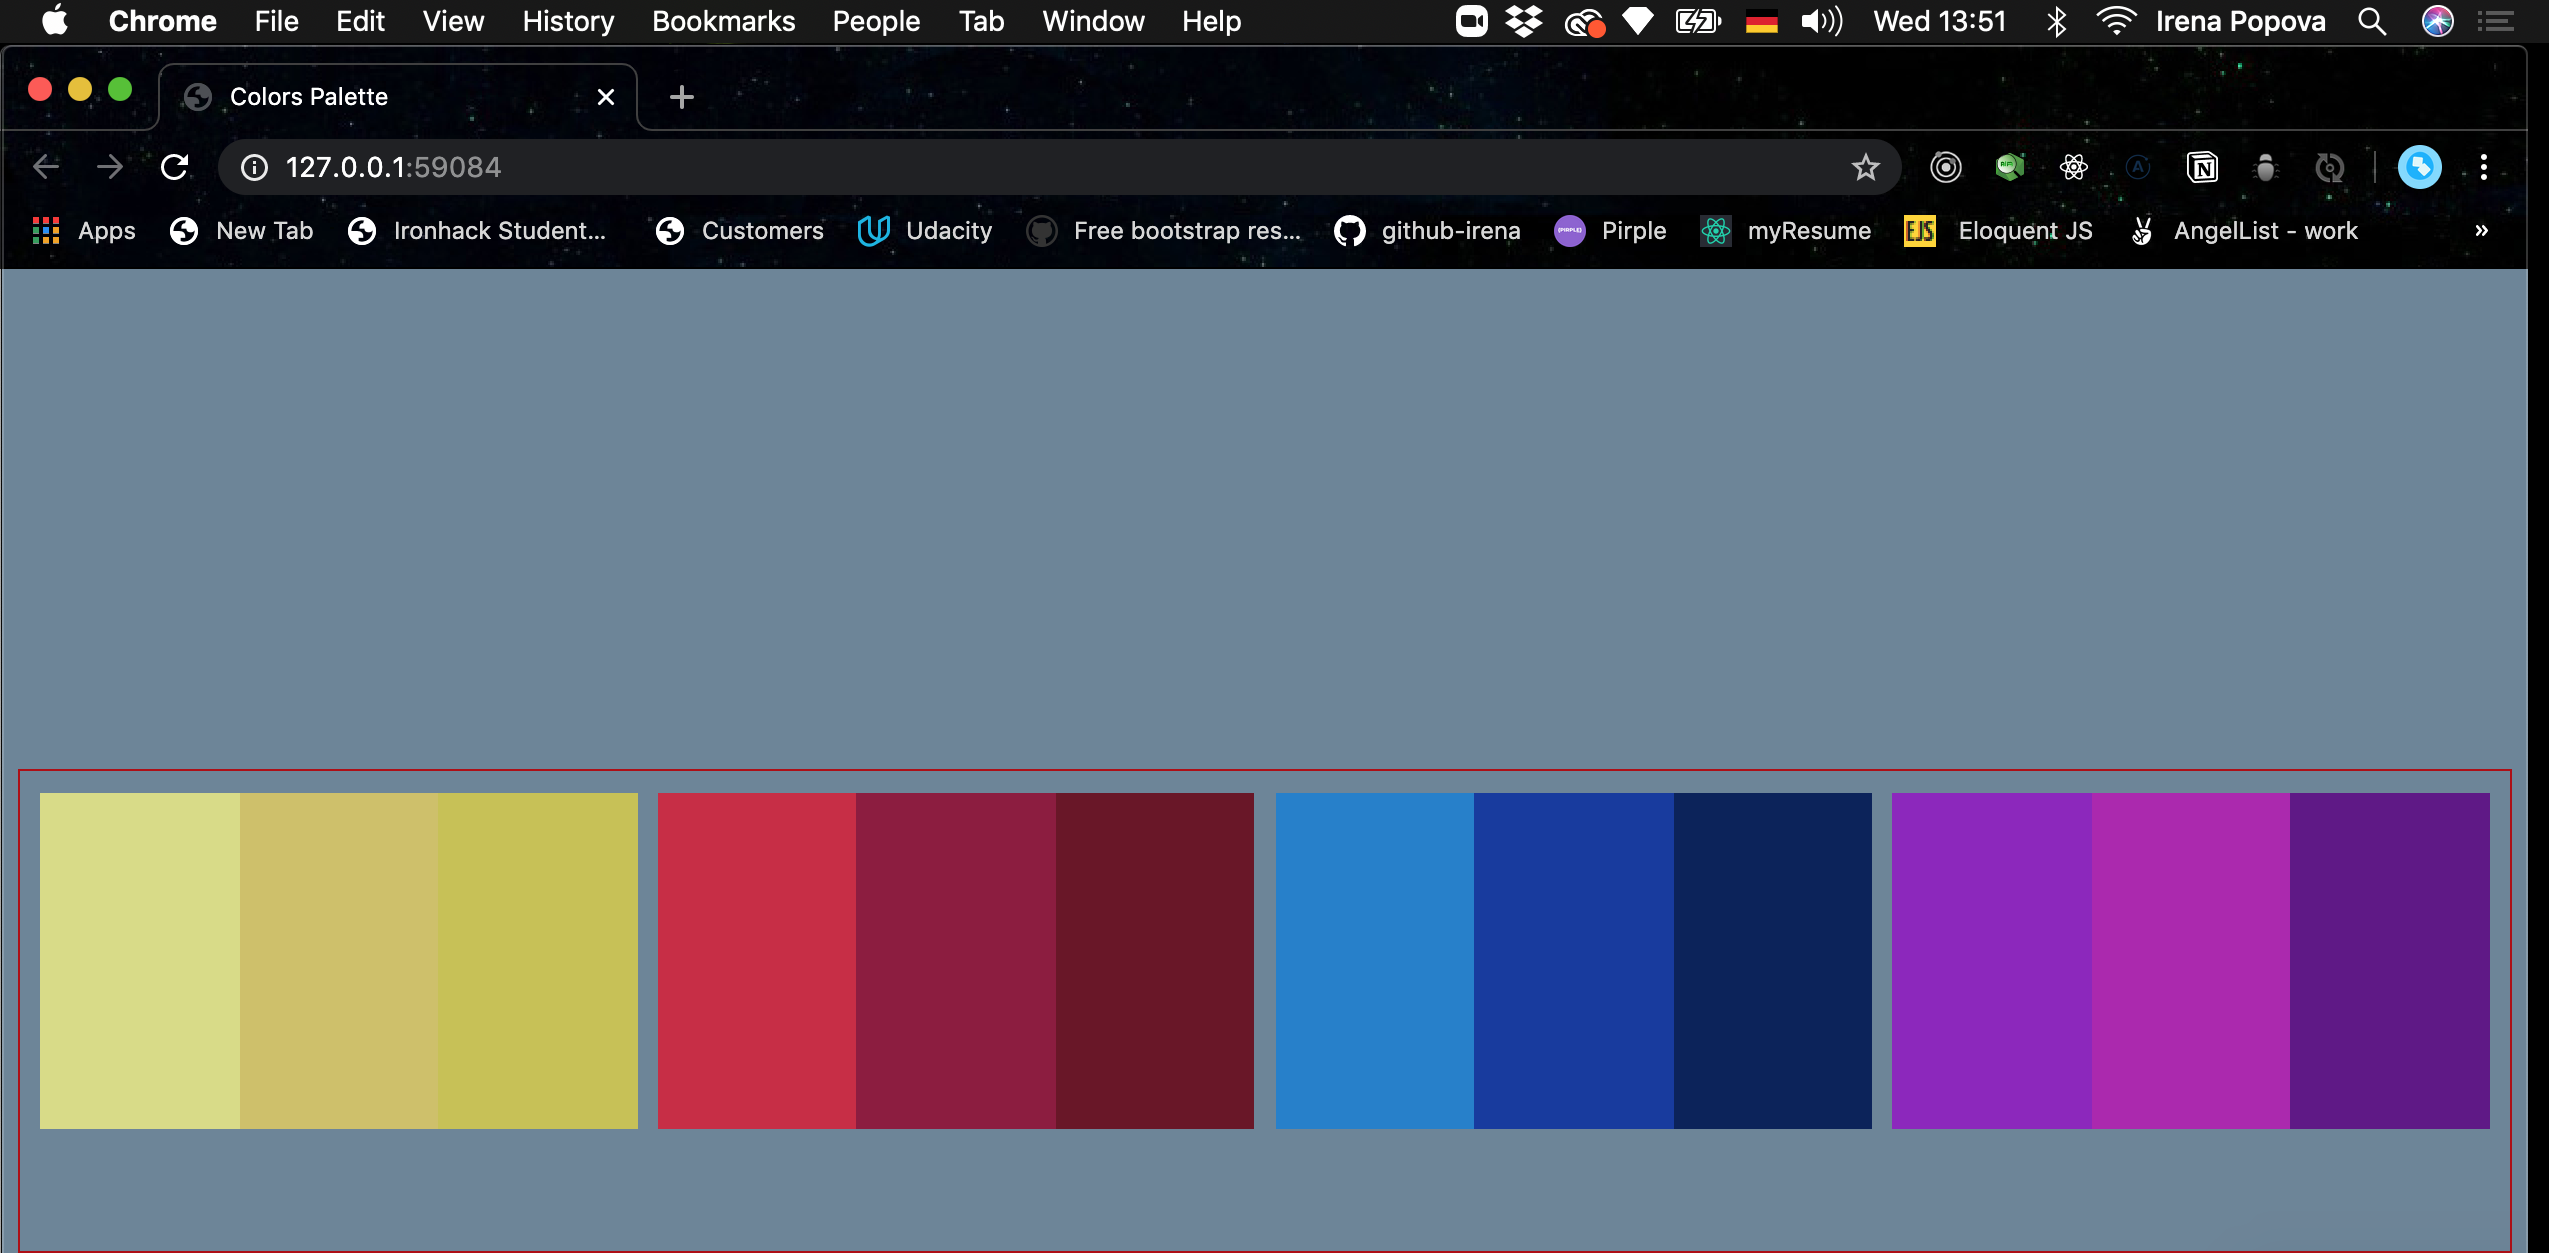 Chrome File Edit View History Bookmarks People Tab Window Help Wed 13:51 Irena Popova
Colors Palette
127.0.0.1:59084
Apps New Tab Ironhack Student... Customers Udacity Free bootstrap res... github-irena Pirple myResume EJS Eloquent JS AngelList - work »